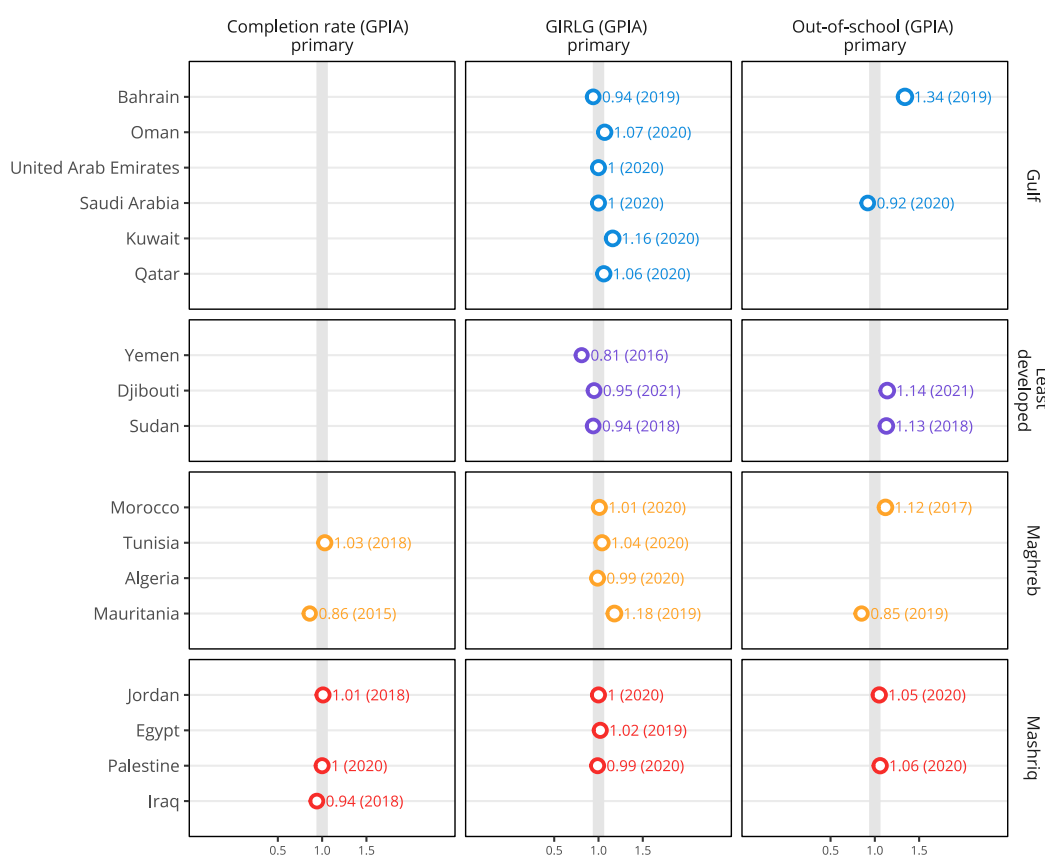 Completion rate (GPIA)
primary
GIRLG (GPIA)
primary
Out-of-school (GPIA)
primary
Bahrain
0.94 (2019)
1.34 (2019)
Oman
1.07 (2020)
United Arab Emirates
1 (2020)
Saudi Arabia
1 (2020)
0.92 (2020)
Kuwait
1.16 (2020)
Qatar
1.06 (2020)
Gulf
Yemen
0.81 (2016)
Djibouti
0.95 (2021)
1.14 (2021)
Sudan
0.94 (2018)
1.13 (2018)
Least
developed
Morocco
1.01 (2020)
1.12 (2017)
Tunisia
1.03 (2018)
1.04 (2020)
Algeria
0.99 (2020)
Mauritania
0.86 (2015)
1.18 (2019)
0.85 (2019)
Maghreb
Jordan
1.01 (2018)
1 (2020)
1.05 (2020)
Egypt
1.02 (2019)
Palestine
1 (2020)
0.99 (2020)
1.06 (2020)
Iraq
0.94 (2018)
Mashriq
0.5 1.0 1.5
0.5 1.0 1.5
0.5 1.0 1.5